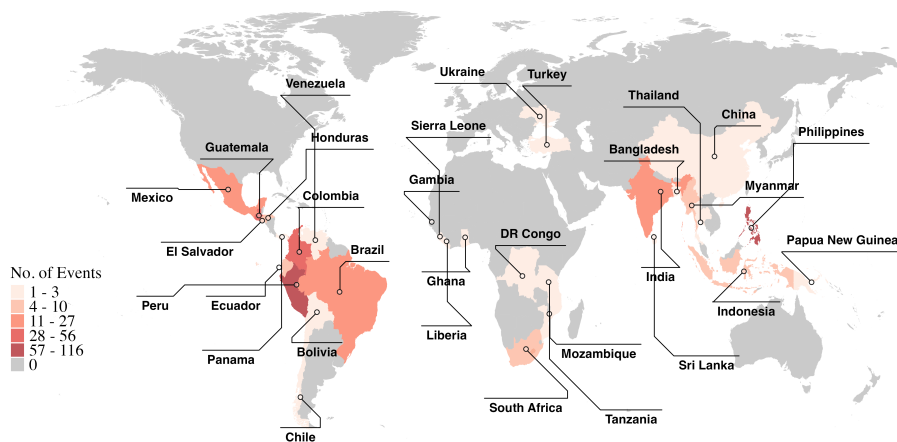 Ukraine
Turkey
Venezuela
Thailand
China
Sierra Leone
Philippines
Honduras
Guatemala
Bangladesh
Gambia
Myanmar
Mexico
Colombia
DR Congo
Papua New Guinea
El Salvador
Brazil
No. of Events
India
Ghana
1 - 3
4 - 10
Peru
Ecuador
Indonesia
11 - 27
Liberia
28 - 56
57 - 116
Bolivia
Mozambique
Panama
Sri Lanka
0
South Africa
Tanzania
Chile